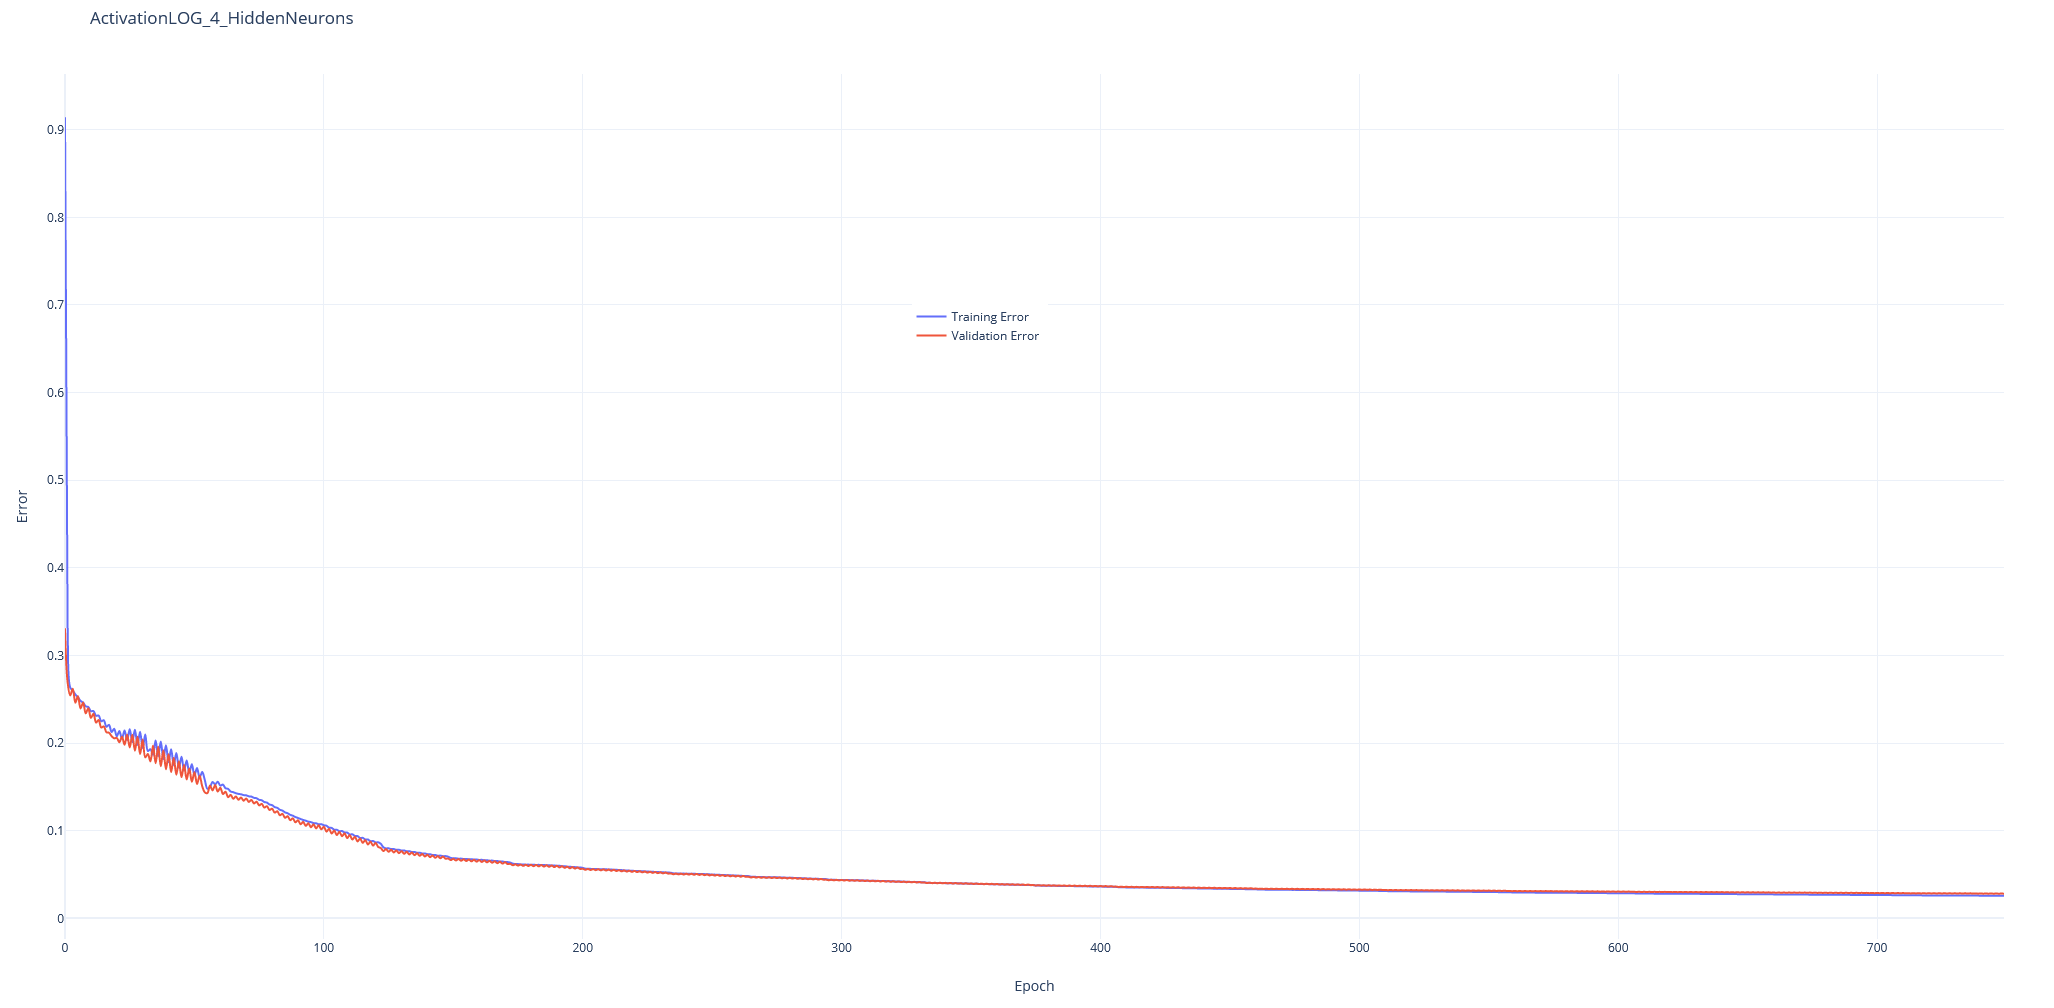 ActivationLOG_4_HiddenNeurons
0.9
0.8
0.7
0.6
0.5
0.4
0.3
0.2
0.1
0
Error
Training Error
Validation Error
0 100 200 300 400 500 600 700
Epoch